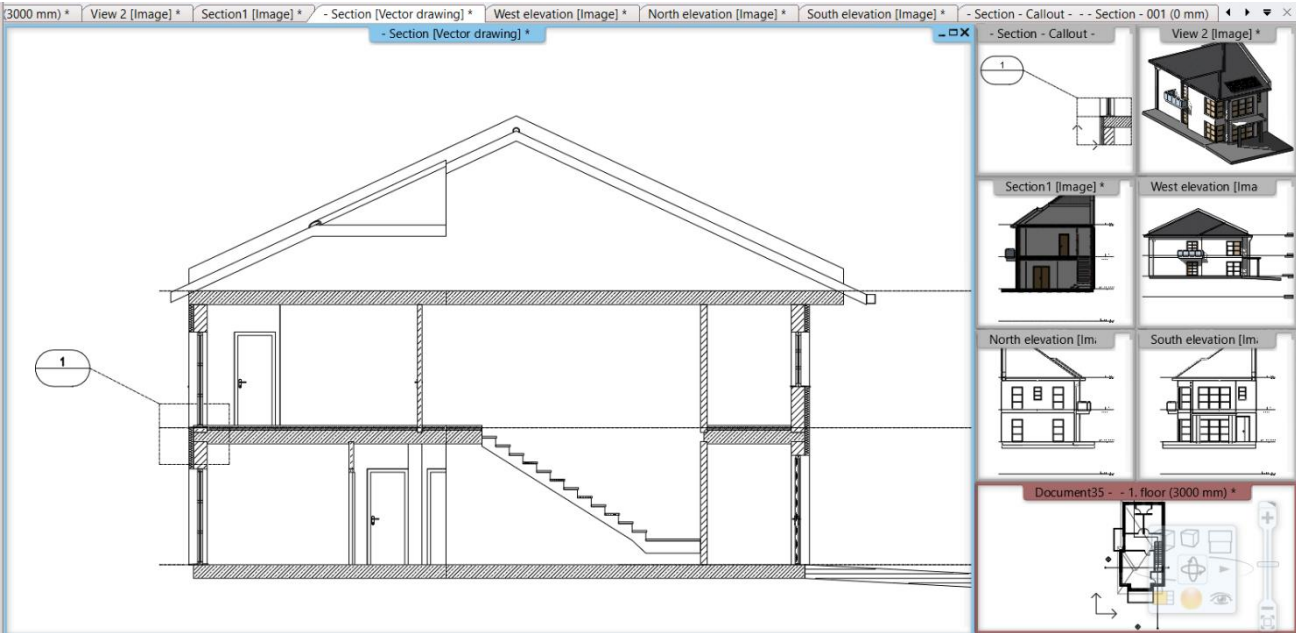 (3000 mm) *
View 2 [Image] *
Section1 [Image] *
- Section [Vector drawing] *
West elevation [Image] *
North elevation [Image] *
South elevation [Image] *
- Section - Callout - - - Section - 001 (0 mm)
- Section [Vector drawing] *
- Section - Callout -
View 2 [Image] *
1
Section1 [Image] *
West elevation [Ima
1
North elevation [Im
South elevation [Im
Document35 - - 1. floor (3000 mm) *